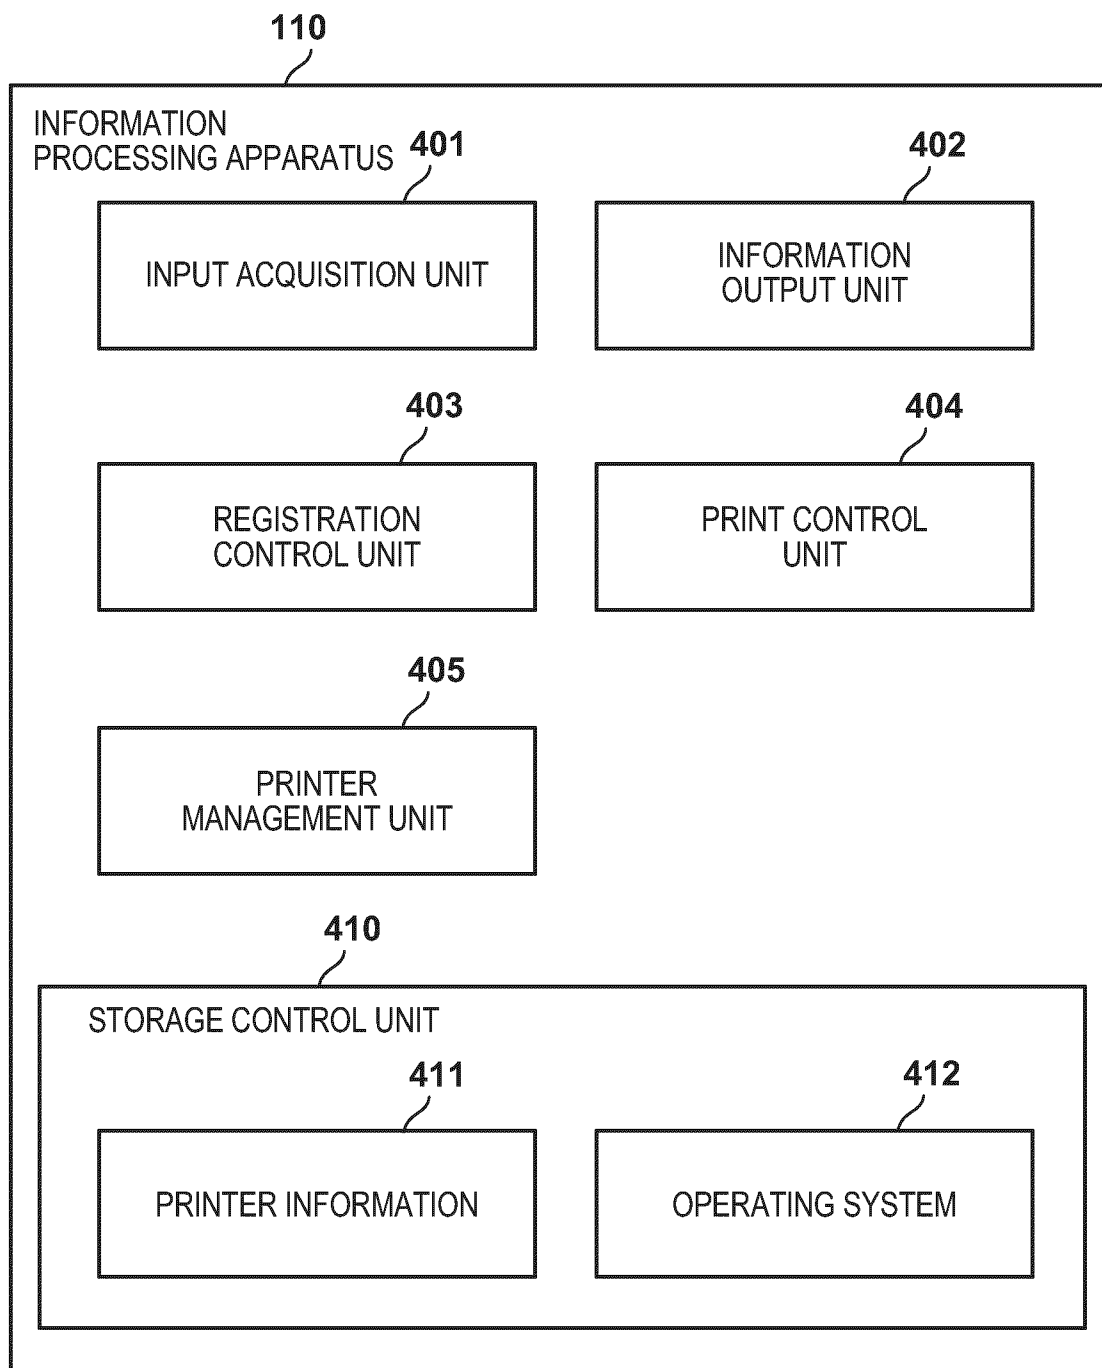 110
INFORMATION
PROCESSING APPARATUS
401
402
INPUT ACQUISITION UNIT
INFORMATION
OUTPUT UNIT
403
404
REGISTRATION
CONTROL UNIT
PRINT CONTROL
UNIT
405
PRINTER
MANAGEMENT UNIT
410
STORAGE CONTROL UNIT
411
412
PRINTER INFORMATION
OPERATING SYSTEM